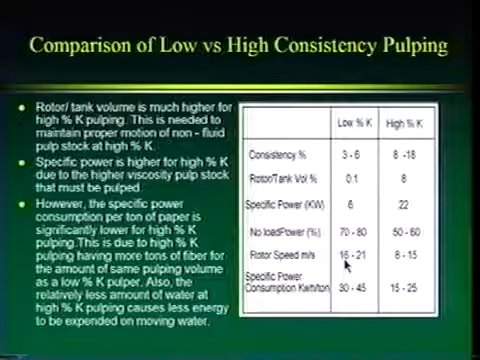 Comparison of Low vs High Consistency Pulping
Rotor/ tank volume is much higher for
high % K pulping. This is needed to
maintain proper motion of non - fluid
pulp stock at high % K.
Specific power is higher for high % K
due to the higher viscosity pulp stock
that must be pulped.
However, the specific power
consumption per ton of paper is
significantly lower for high % K
pulping.This is due to high % K
pulping having more tons of fiber for
the amount of same pulping volume
as a low % K pulper. Also, the
relatively less amount of water at
high % K pulping causes less energy
to be expended on moving water.
Low % K High % K
Consistency % 3 - 6 8 -18
Rotor/Tank Vol % 0.1 8
Specific Power (KW) 6 22
No load/Power (%) 70 - 80 50 - 60
Rotor Speed m/s 16 - 21 8 - 15
Specific Power
Consumption Kwh/ton 30 - 45 15 - 25